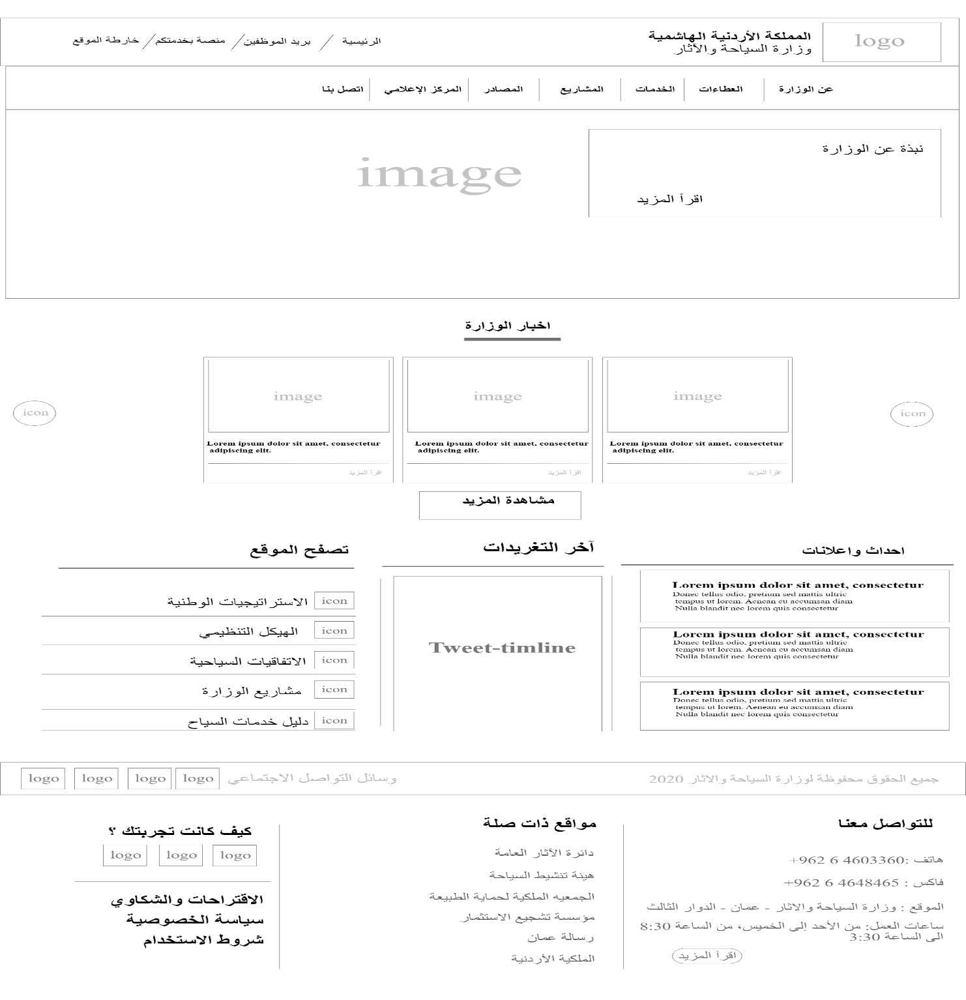 logo
المملكة الأردنية الهاشمية
وزارة السياحة والآثار
الرئيسية / بريد الموظفين / منصة بخدمتكم / خارطة الموقع
عن الوزارة
العطاءات
الخدمات
المشاريع
المصادر
المركز الإعلامي
اتصل بنا
نبذة عن الوزارة
اقرأ المزيد
image
اخبار الوزارة
icon
image
Lorem ipsum dolor sit amet, consectetur
adipiscing elit.
اقرأ المزيد
image
Lorem ipsum dolor sit amet, consectetur
adipiscing elit.
اقرأ المزيد
image
Lorem ipsum dolor sit amet, consectetur
adipiscing elit.
اقرأ المزيد
icon
مشاهدة المزيد
احداث واعلانات
Lorem ipsum dolor sit amet, consectetur
Donec tellus odio, pretium sed mattis ultric
tempus ut lorem. Aenean eu accumsan diam
Nulla blandit nec lorem quis consectetur
Lorem ipsum dolor sit amet, consectetur
Donec tellus odio, pretium sed mattis ultric
tempus ut lorem. Aenean eu accumsan diam
Nulla blandit nec lorem quis consectetur
Lorem ipsum dolor sit amet, consectetur
Donec tellus odio, pretium sed mattis ultric
tempus ut lorem. Aenean eu accumsan diam
Nulla blandit nec lorem quis consectetur
آخر التغريدات
Tweet-timline
تصفح الموقع
icon الاستراتيجيات الوطنية
icon الهيكل التنظيمي
icon الاتفاقيات السياحية
icon مشاريع الوزارة
icon دليل خدمات السياح
جميع الحقوق محفوظة لوزارة السياحة والاثار 2020
وسائل التواصل الاجتماعي
logo
logo
logo
logo
للتواصل معنا
هاتف :4603360 6 962+
فاكس : 4648465 6 962+
الموقع : وزارة السياحة والاثار - عمان - الدوار الثالث
ساعات العمل: من الأحد إلى الخميس، من الساعة 8:30
الى الساعة 3:30
اقرأ المزيد
مواقع ذات صلة
دائرة الآثار العامة
هيئة تنشيط السياحة
الجمعيه الملكية لحماية الطبيعة
مؤسسة تشجيع الاستثمار
رسالة عمان
الملكية الأردنية
كيف كانت تجربتك ؟
logo
logo
logo
الاقتراحات والشكاوي
سياسة الخصوصية
شروط الاستخدام